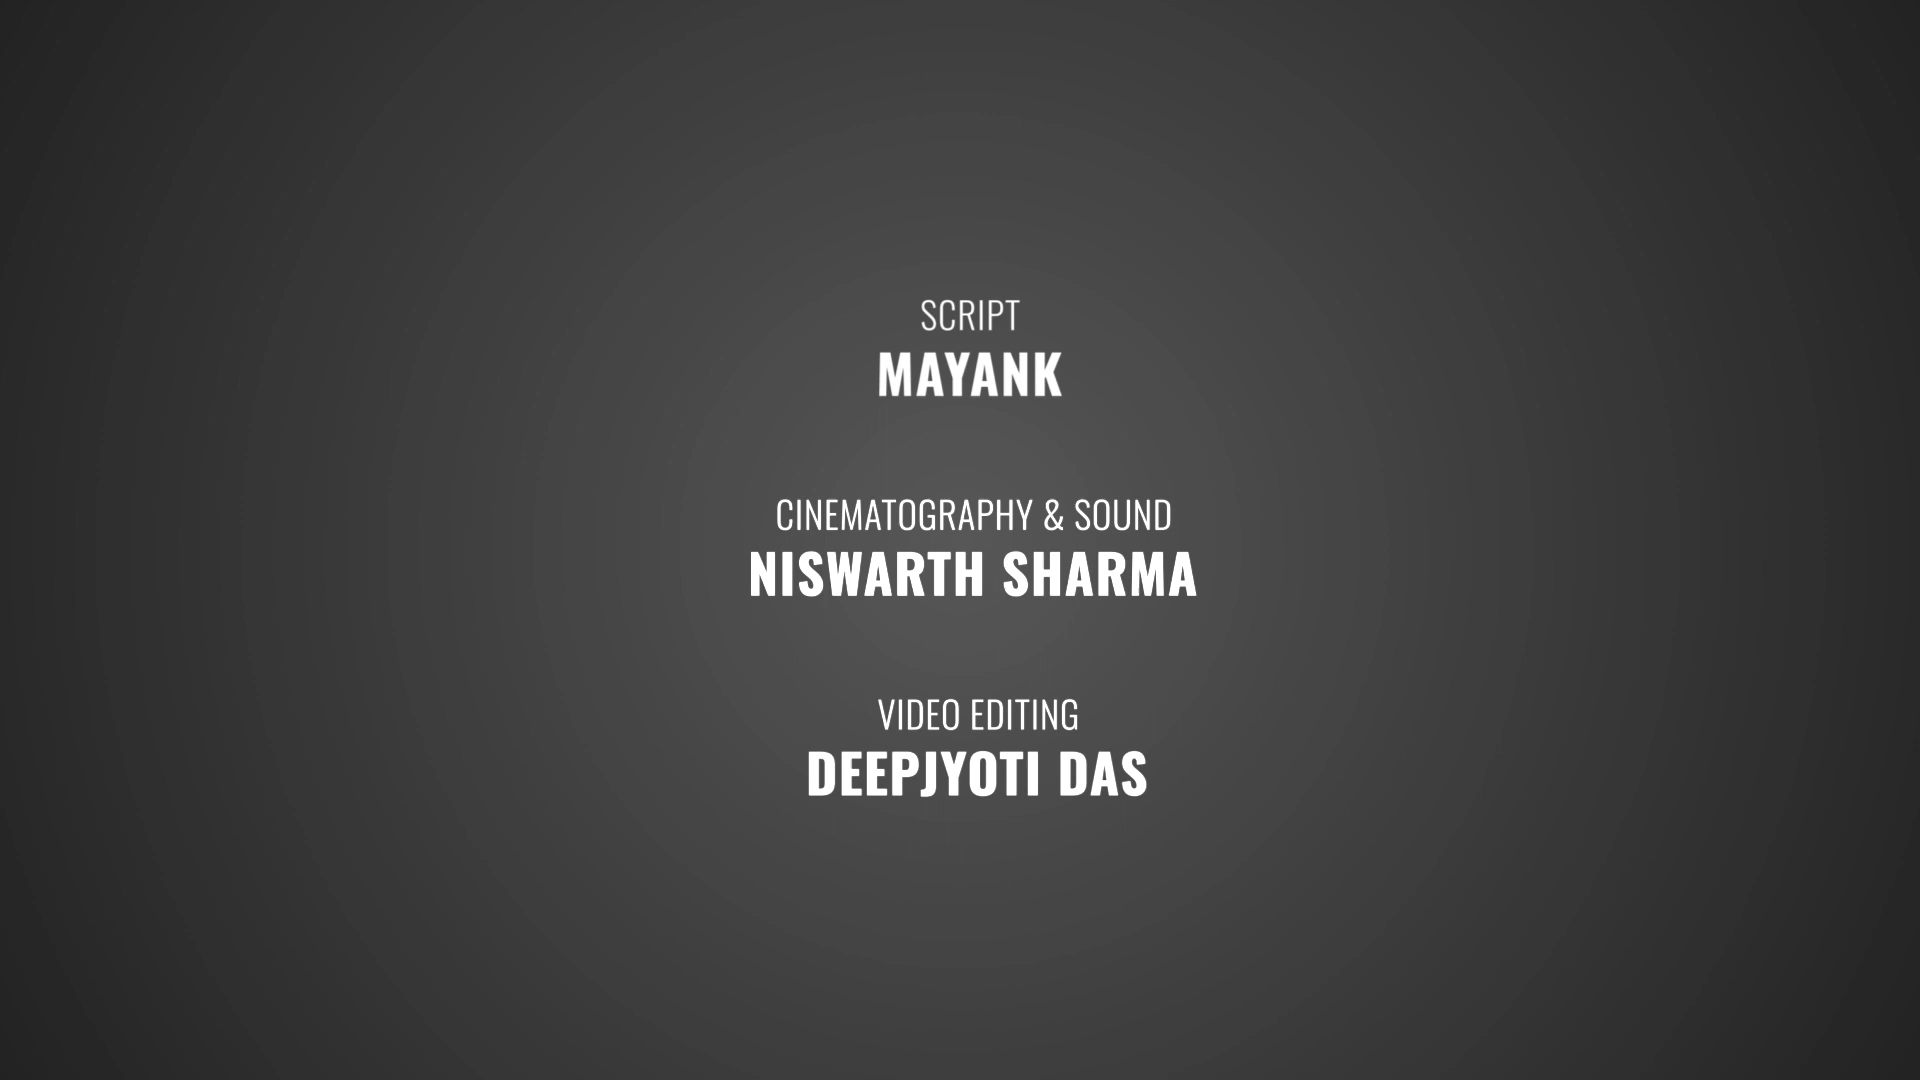 SCRIPT
MAYANK
CINEMATOGRAPHY & SOUND
NISWARTH SHARMA
VIDEO EDITING
DEEPJYOTI DAS